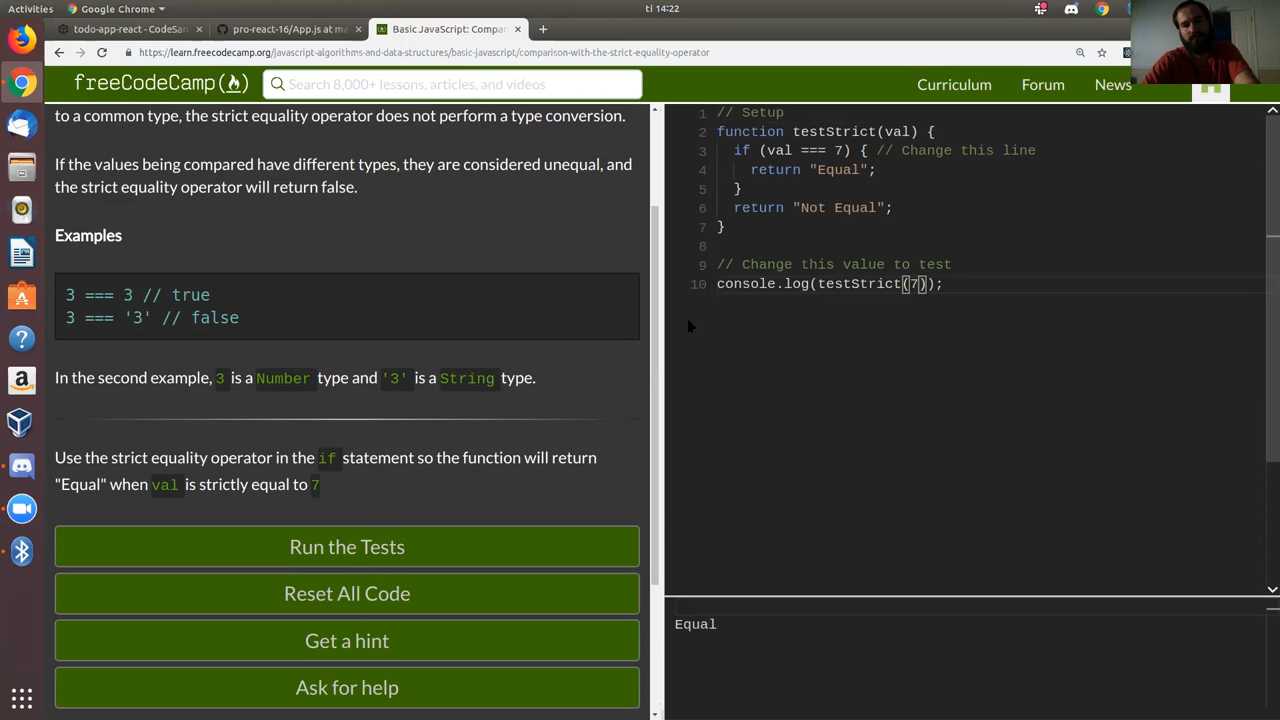 Activities
Google Chrome
ti 14:22
todo-app-react - CodeSan
pro-react-16/App.js at ma
Basic JavaScript: Compar
https://learn.freecodecamp.org/javascript-algorithms-and-data-structures/basic-javascript/comparison-with-the-strict-equality-operator
freeCodeCamp
Search 8,000+ lessons, articles, and videos
Curriculum
Forum
News
to a common type, the strict equality operator does not perform a type conversion.
If the values being compared have different types, they are considered unequal, and
the strict equality operator will return false.
Examples
3 === 3 // true
3 === '3' // false
In the second example, 3 is a Number type and '3' is a String type.
Use the strict equality operator in the if statement so the function will return
"Equal" when val is strictly equal to 7
Run the Tests
Reset All Code
Get a hint
Ask for help
1 // Setup
2 function testStrict(val) {
3 if (val === 7) { // Change this line
4 return "Equal";
5 }
6 return "Not Equal";
7 }
8
9 // Change this value to test
10 console.log(testStrict(7));
Equal